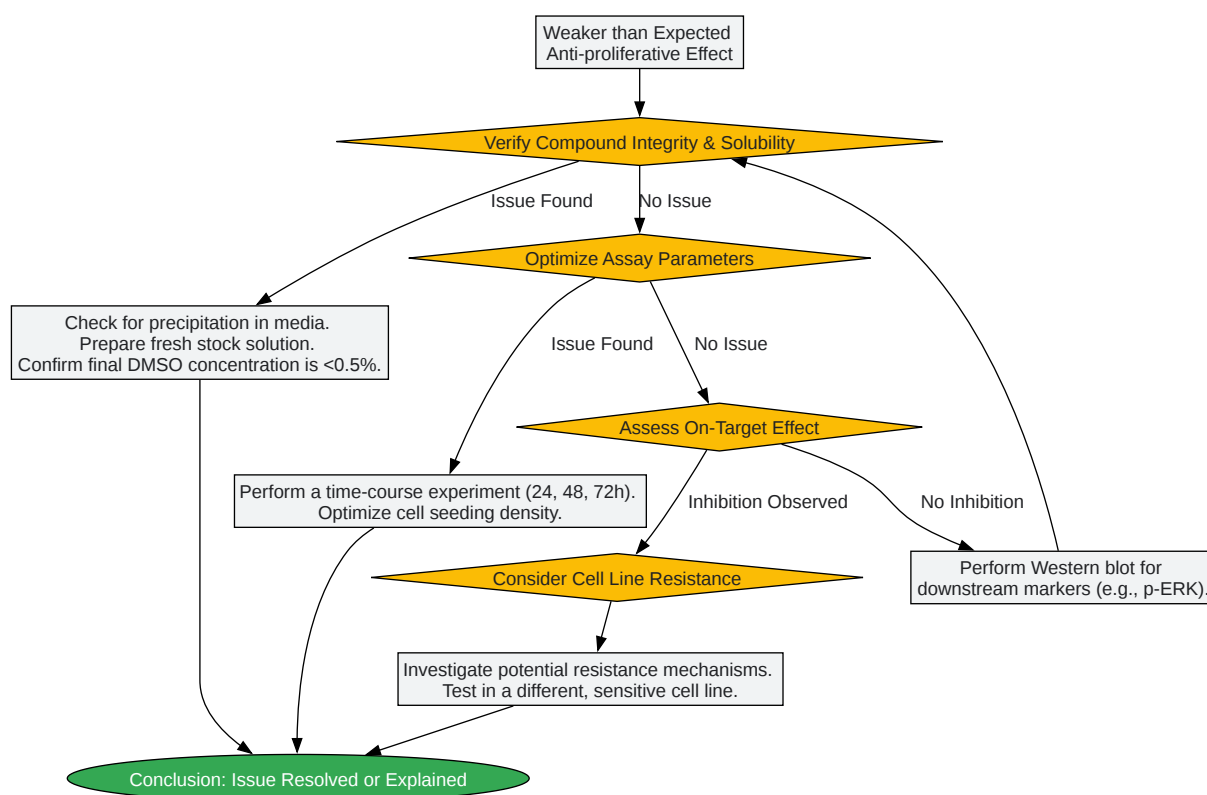 Weaker than Expected
Anti-proliferative Effect
Verify Compound Integrity & Solubility
Issue Found
No Issue
Optimize Assay Parameters
Check for precipitation in media.
Prepare fresh stock solution.
Confirm final DMSO concentration is <0.5%.
Issue Found
No Issue
Assess On-Target Effect
Perform a time-course experiment (24, 48, 72h).
Optimize cell seeding density.
Inhibition Observed
No Inhibition
Consider Cell Line Resistance
Perform Western blot for
downstream markers (e.g., p-ERK).
Investigate potential resistance mechanisms.
Test in a different, sensitive cell line.
Conclusion: Issue Resolved or Explained